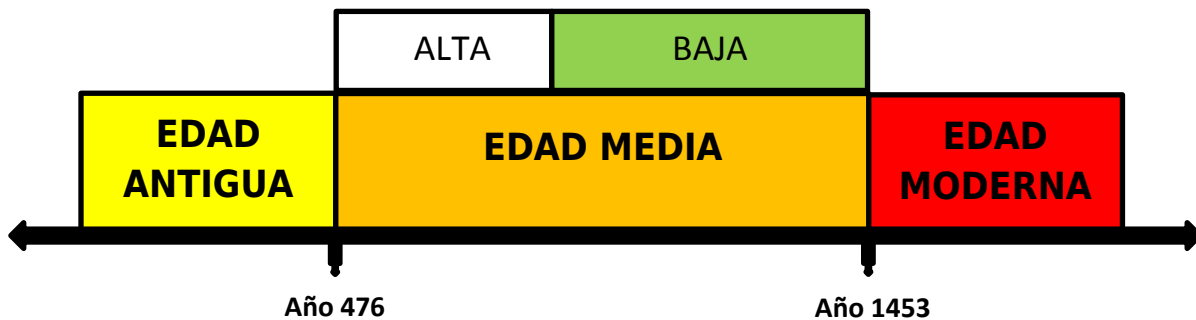 ALTA
BAJA
EDAD
ANTIGUA
EDAD MEDIA
EDAD
MODERNA
Año 476
Año 1453